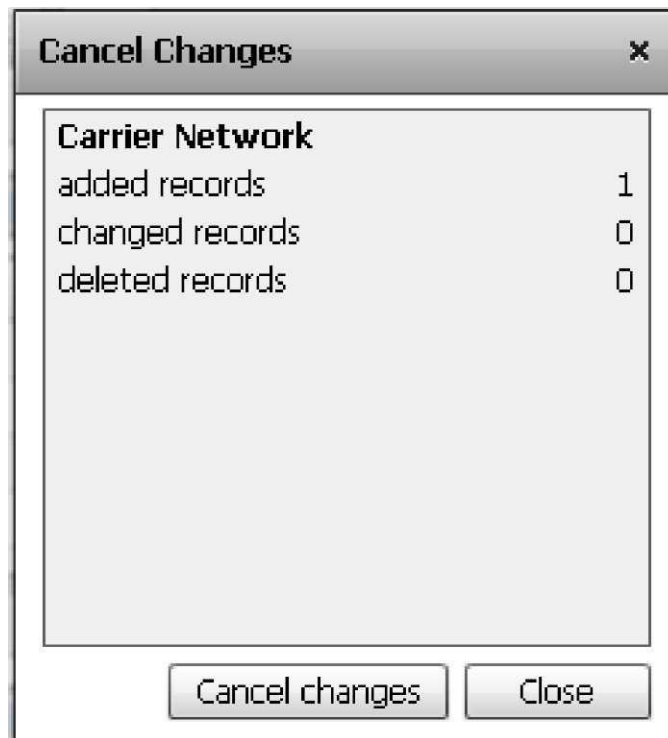 Cancel Changes ×
Carrier Network
added records 1
changed records 0
deleted records 0
Cancel changes Close